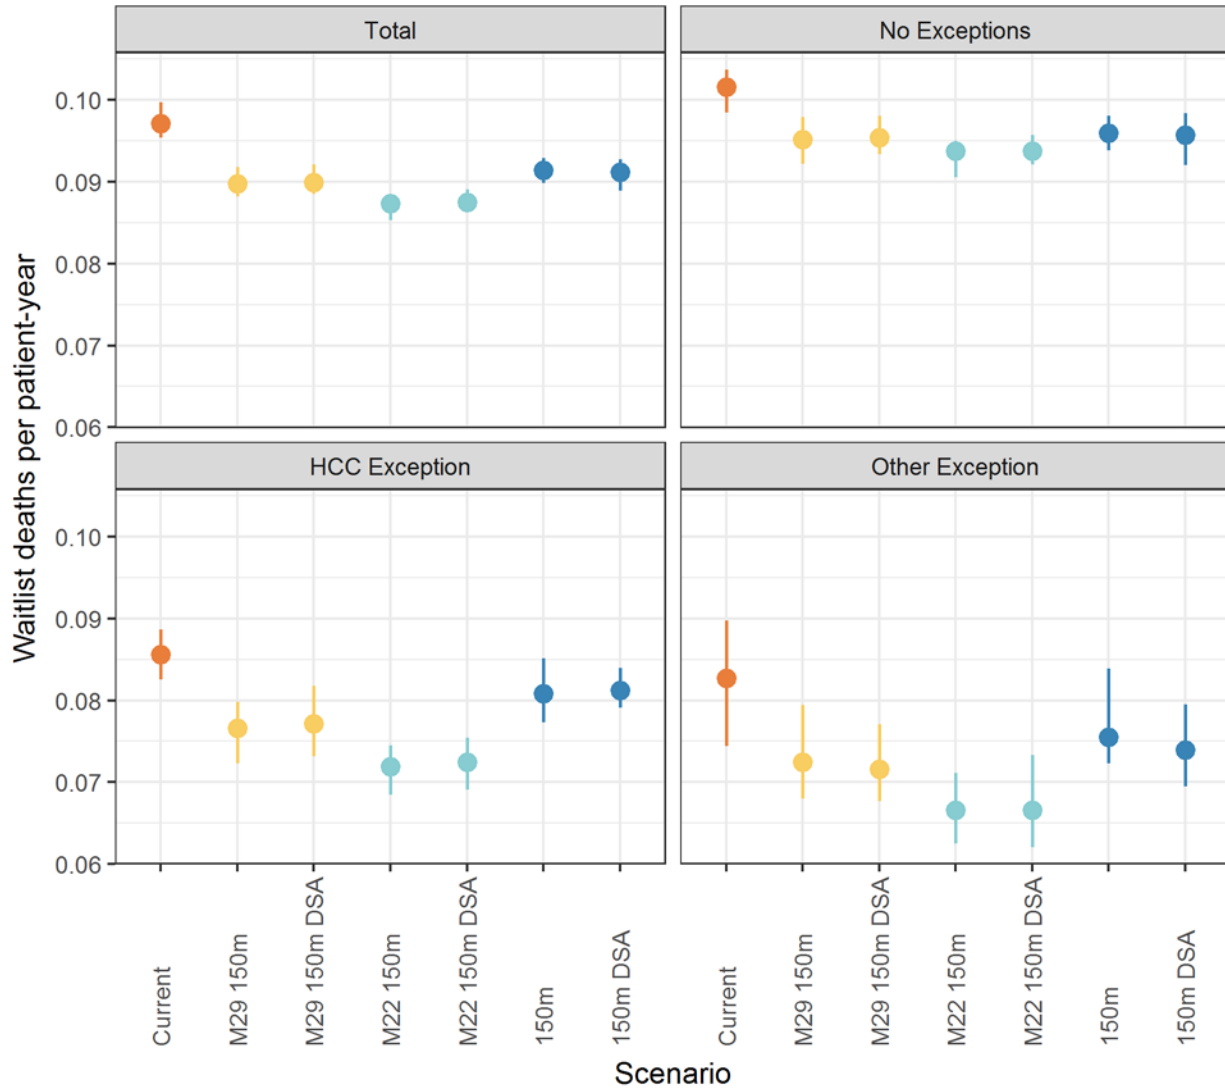 Total
No Exceptions
0.10
0.09
0.08
0.07
0.06
HCC Exception
Other Exception
0.10
0.09
0.08
0.07
0.06
Waitlist deaths per patient-year
Current
M29 150m
M29 150m DSA
M22 150m
M22 150m DSA
150m
150m DSA
Current
M29 150m
M29 150m DSA
M22 150m
M22 150m DSA
150m
150m DSA
Scenario